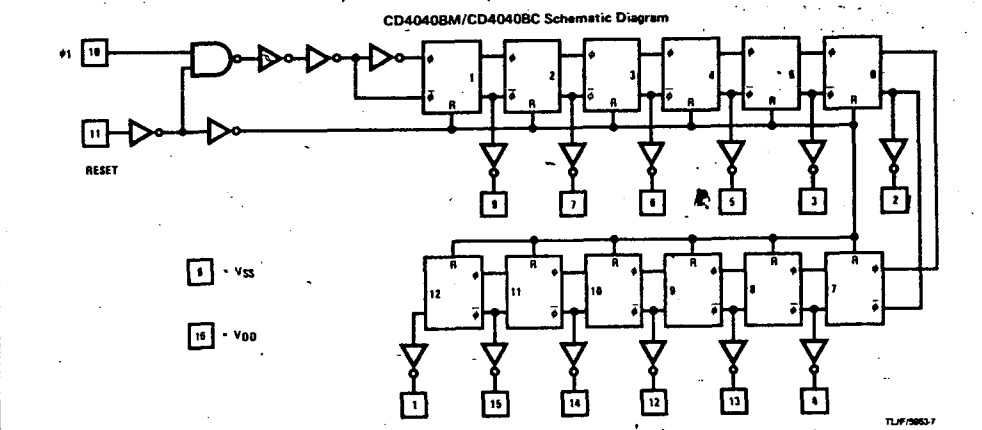 CD4040BM/CD4040BC Schematic Diagram
φ1 10
φ φ φ φ φ φ φ
1 2 3 4 5 6
φ̅ φ̅ φ̅ φ̅ φ̅ φ̅
R R R R R R
11
RESET
9 7 6 5 3 2
R R R R R R
8 - VSS
φ φ φ φ φ φ
12 11 10 9 8 7
φ̅ φ̅ φ̅ φ̅ φ̅ φ̅
16 - VDD
1 15 14 12 13 4
TL/F/5953-7